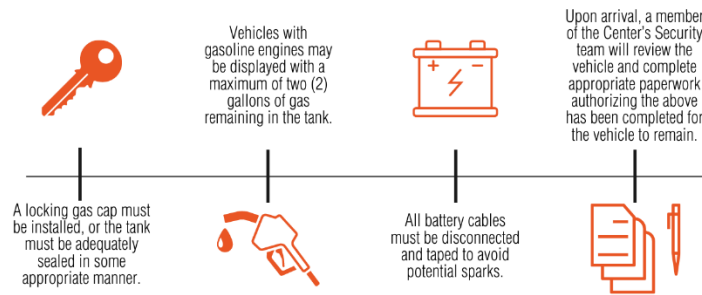 A locking gas cap must
be installed, or the tank
must be adequately
sealed in some
appropriate manner.
Vehicles with
gasoline engines may
be displayed with a
maximum of two (2)
gallons of gas
remaining in the tank.
All battery cables
must be disconnected
and taped to avoid
potential sparks.
Upon arrival, a member
of the Center's Security
team will review the
vehicle and complete
appropriate paperwork
authorizing the above
has been completed for
the vehicle to remain.